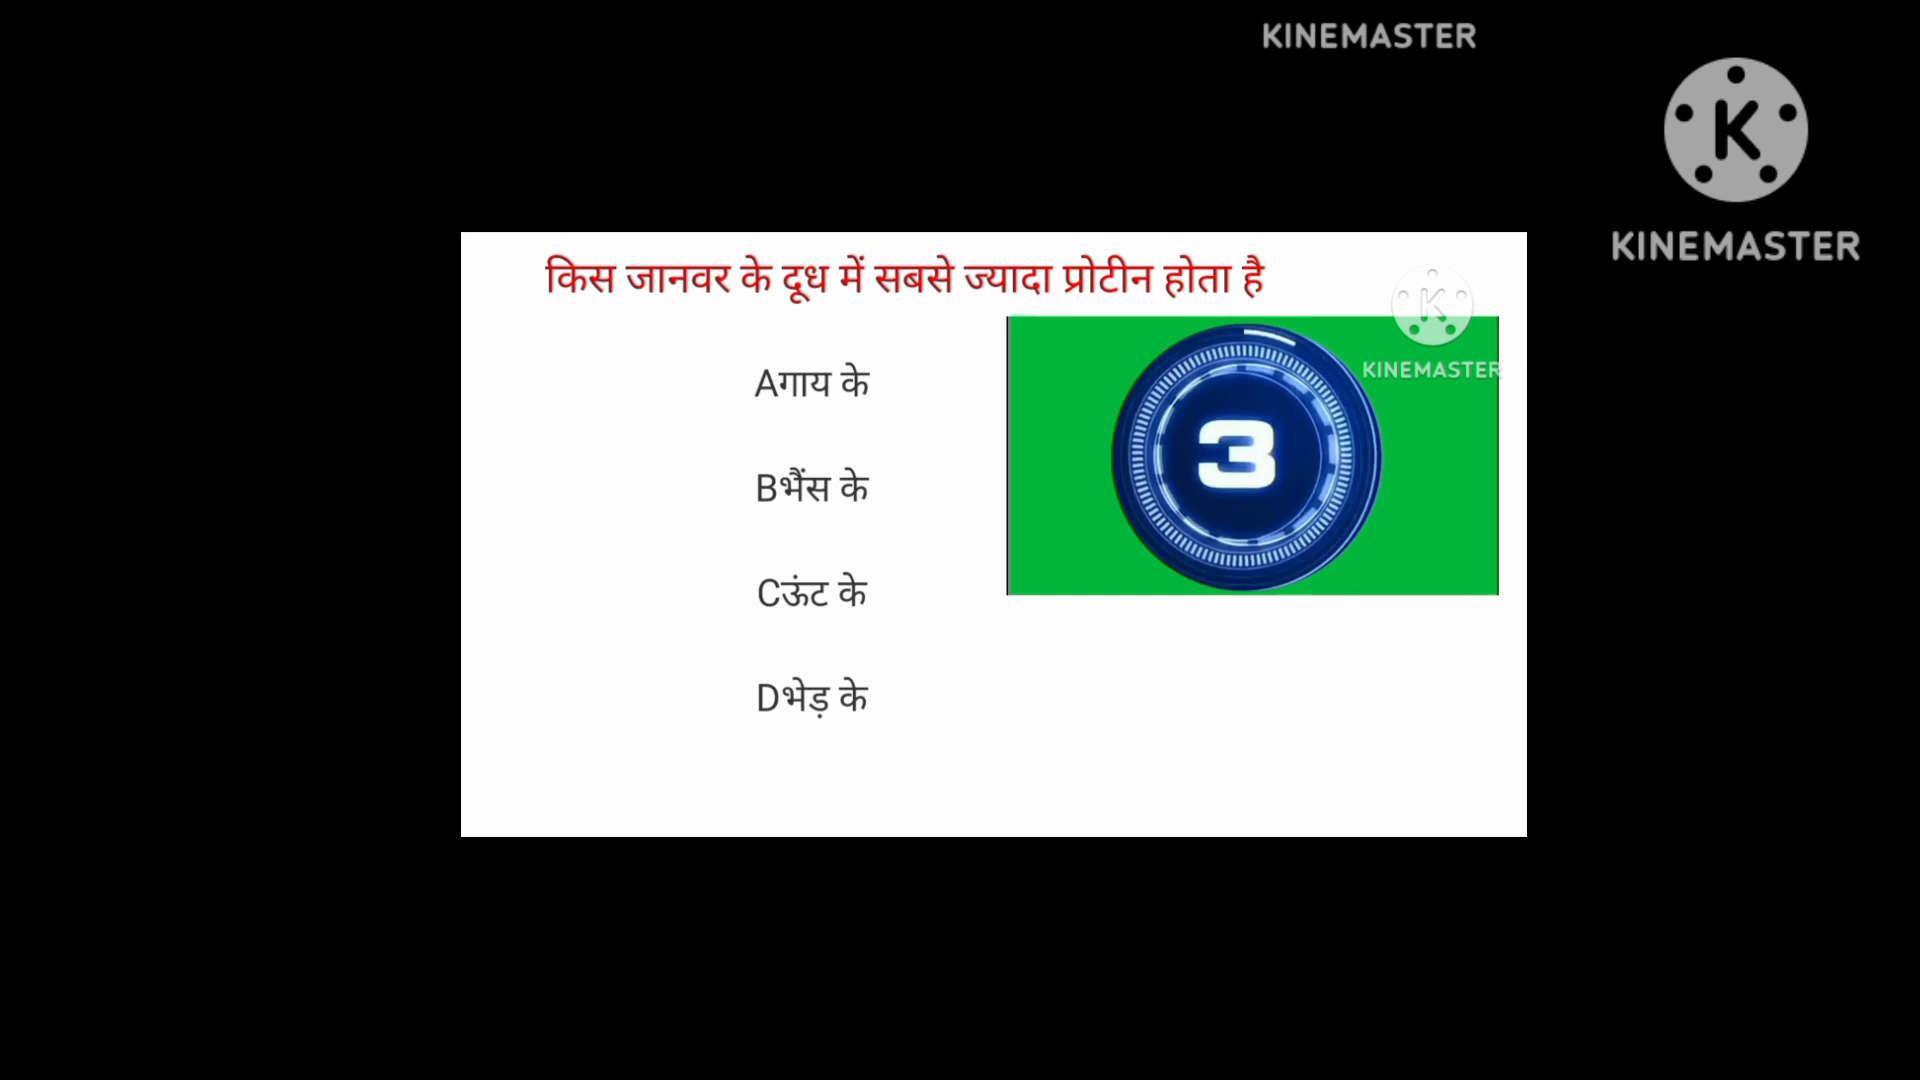 KINEMASTER
K
KINEMASTER
किस जानवर के दूध में सबसे ज्यादा प्रोटीन होता है
K
KINEMASTER
Aगाय के
3
Bभैंस के
Cऊंट के
Dभेड़ के